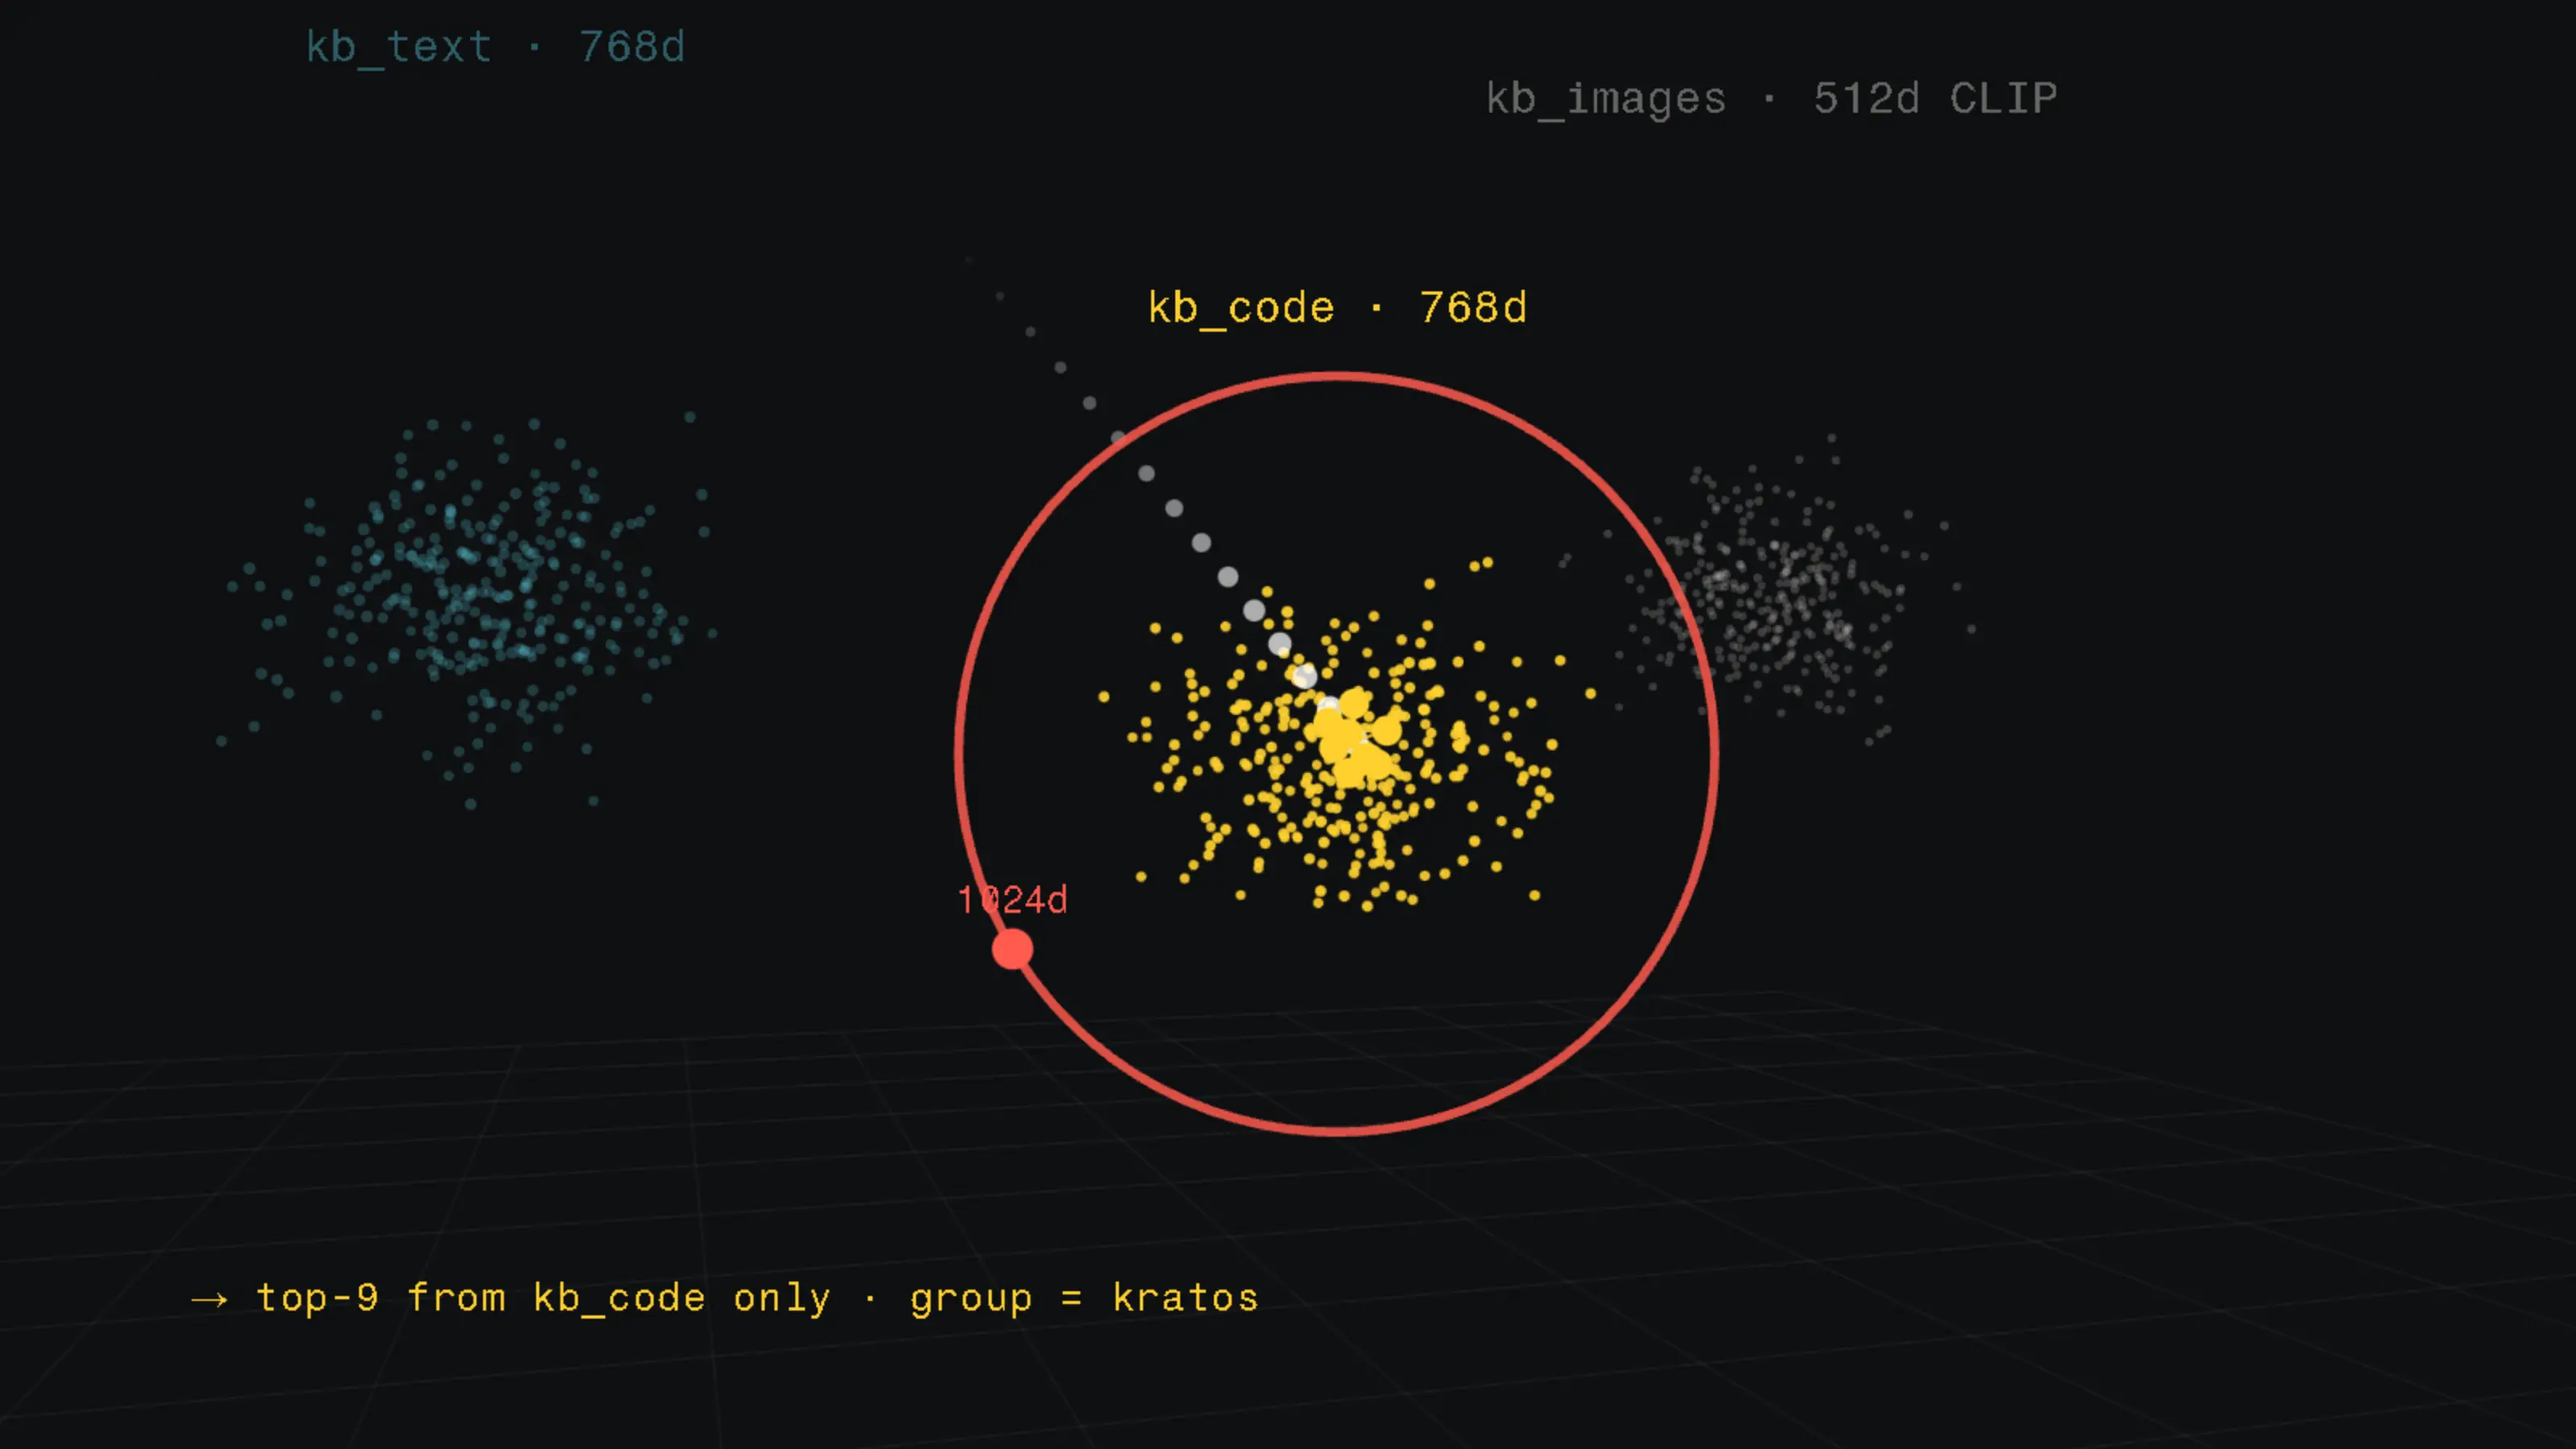 kb_text · 768d
kb_images · 512d CLIP
kb_code · 768d
1024d
→ top-9 from kb_code only · group = kratos